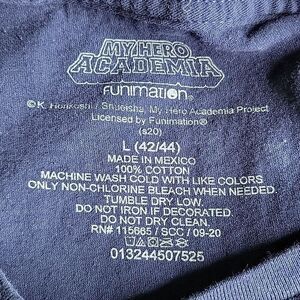 MY HERO
ACADEMIA
FUNIMATION®
© K. Horikoshi / Shueisha, My Hero Academia Project
Licensed by Funimation®
(s20)
L (42/44)
MADE IN MEXICO
100% COTTON
MACHINE WASH COLD WITH LIKE COLORS
ONLY NON-CHLORINE BLEACH WHEN NEEDED.
TUMBLE DRY LOW.
DO NOT IRON IF DECORATED.
DO NOT DRY CLEAN.
RN# 115665 / SCC / 09-20
013244507525